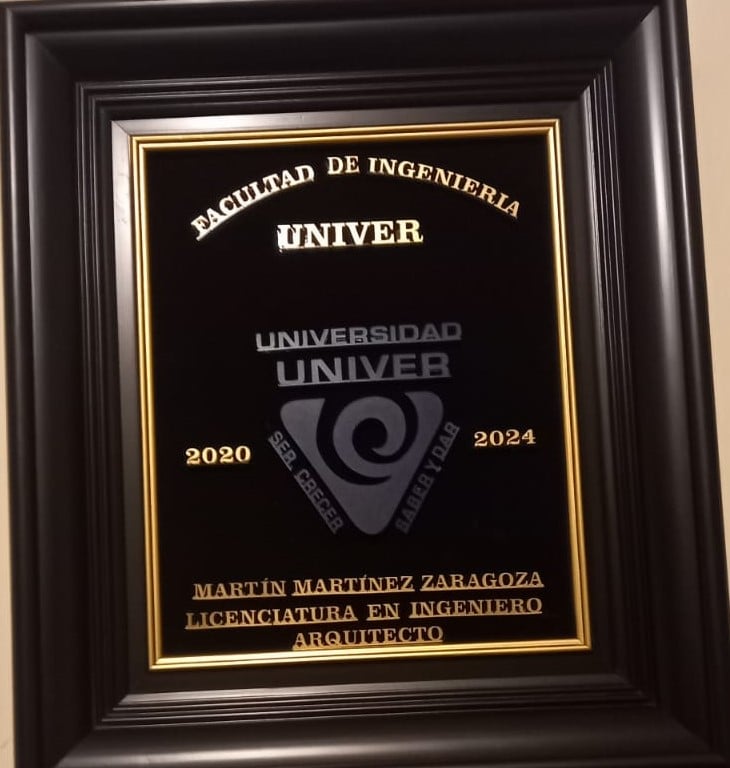 FACULTAD DE INGENIERIA
UNIVER
UNIVERSIDAD
UNIVER
SER, CRECER
SABER Y DAR
2020
2024
MARTÍN MARTÍNEZ ZARAGOZA
LICENCIATURA EN INGENIERO
ARQUITECTO